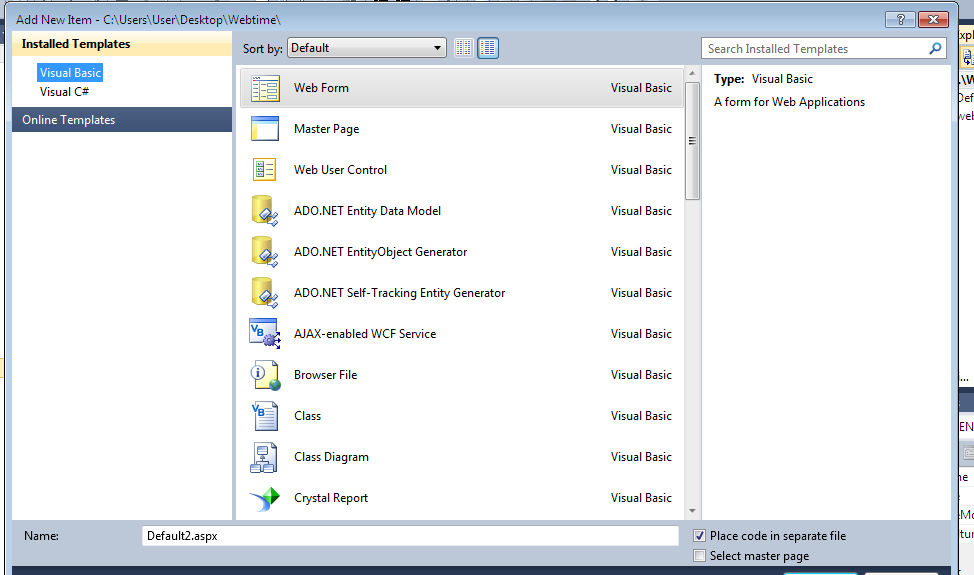 Add New Item - C:\Users\User\Desktop\Webtime\
Installed Templates
Visual Basic
Visual C#
Online Templates
Sort by: Default
Search Installed Templates
Web Form Visual Basic
Master Page Visual Basic
Web User Control Visual Basic
ADO.NET Entity Data Model Visual Basic
ADO.NET EntityObject Generator Visual Basic
ADO.NET Self-Tracking Entity Generator Visual Basic
AJAX-enabled WCF Service Visual Basic
Browser File Visual Basic
Class Visual Basic
Class Diagram Visual Basic
Crystal Report Visual Basic
Type: Visual Basic
A form for Web Applications
Name: Default2.aspx
Place code in separate file
Select master page